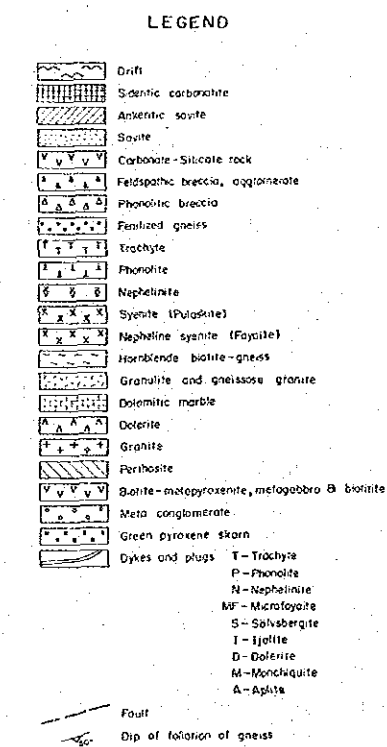 LEGEND
Drift
Sideritic carbonatite
Ankeritic sovite
Sovite
Carbonate-Silicate rock
Feldspathic breccia, agglomerate
Phonolitic breccia
Fenitized gneiss
Trachyte
Phonolite
Nephelinite
Syenite (Pulaskite)
Nepheline syenite (Foyaite)
Hornblende biotite-gneiss
Granulite and gneissose granite
Dolomitic marble
Dolerite
Granite
Perthosite
Biotite-metapyroxenite, metagabbro & biotitite
Meta conglomerate
Green pyroxene skarn
Dykes and plugs T-Trachyte
P-Phonolite
N-Nephelinite
MF-Microfoyaite
S-Sölvsbergite
I-Ijolite
D-Dolerite
M-Monchiquite
A-Aplite
Fault
50° Dip of foliation of gneiss